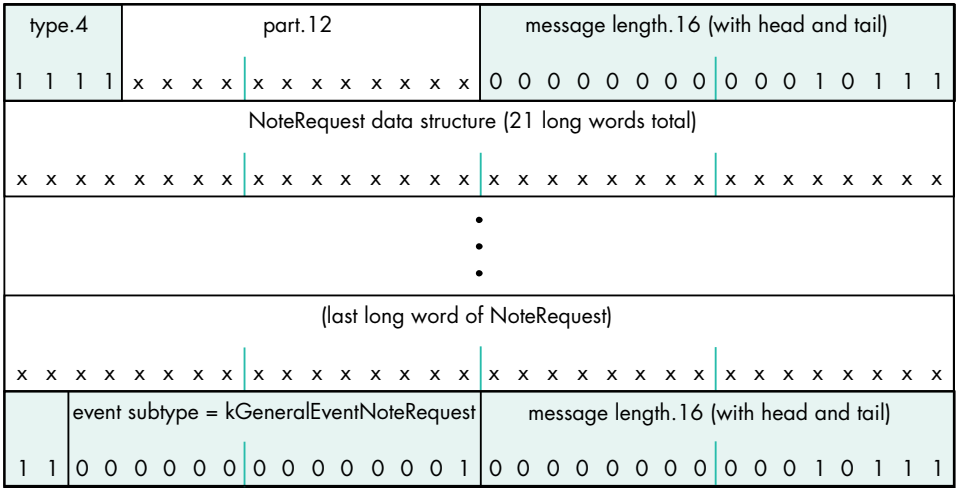 type.4 part.12 message length.16 (with head and tail)
1 1 1 1 x x x x x x x x x x x x 0 0 0 0 0 0 0 0 0 0 0 1 0 1 1 1
NoteRequest data structure (21 long words total)
x x x x x x x x x x x x x x x x x x x x x x x x x x x x x x x x
(last long word of NoteRequest)
x x x x x x x x x x x x x x x x x x x x x x x x x x x x x x x x
event subtype = kGeneralEventNoteRequest message length.16 (with head and tail)
1 1 0 0 0 0 0 0 0 0 0 0 0 0 0 1 0 0 0 0 0 0 0 0 0 0 0 1 0 1 1 1